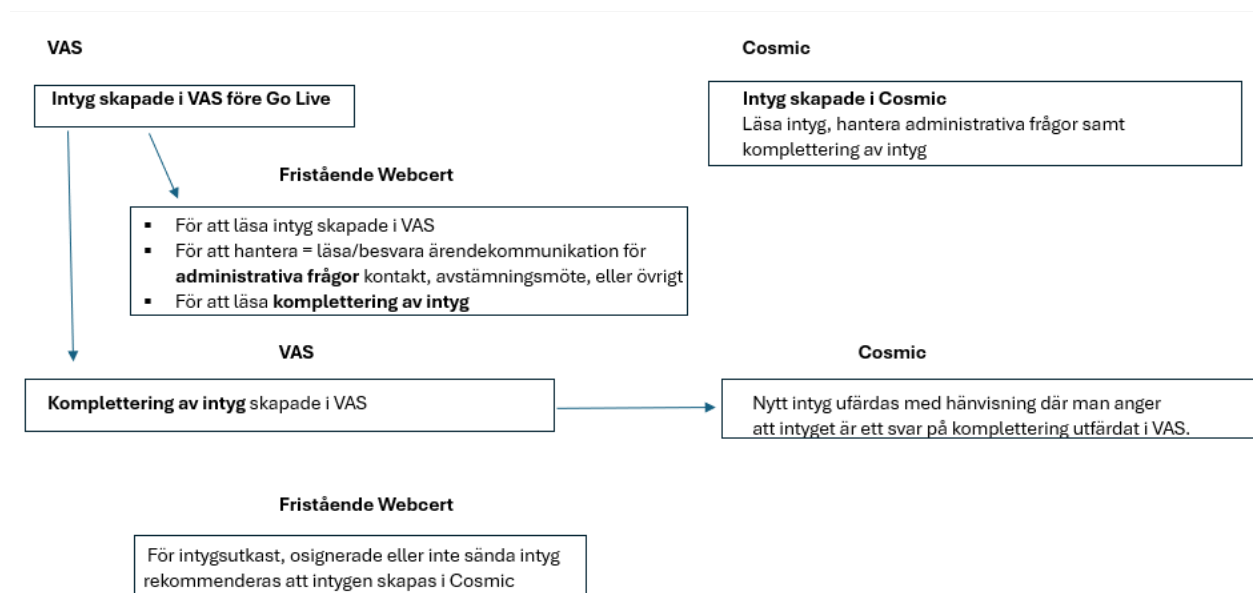 VAS
Cosmic
Intyg skapade i VAS före Go Live
Intyg skapade i Cosmic
Läsa intyg, hantera administrativa frågor samt
komplettering av intyg
Fristående Webcert
▪ För att läsa intyg skapade i VAS
▪ För att hantera = läsa/besvara ärendekommunikation för
administrativa frågor kontakt, avstämningsmöte, eller övrigt
▪ För att läsa komplettering av intyg
VAS
Cosmic
Komplettering av intyg skapade i VAS
Nytt intyg ufärdas med hänvisning där man anger
att intyget är ett svar på komplettering utfärdat i VAS.
Fristående Webcert
För intygsutkast, osignerade eller inte sända intyg
rekommenderas att intygen skapas i Cosmic